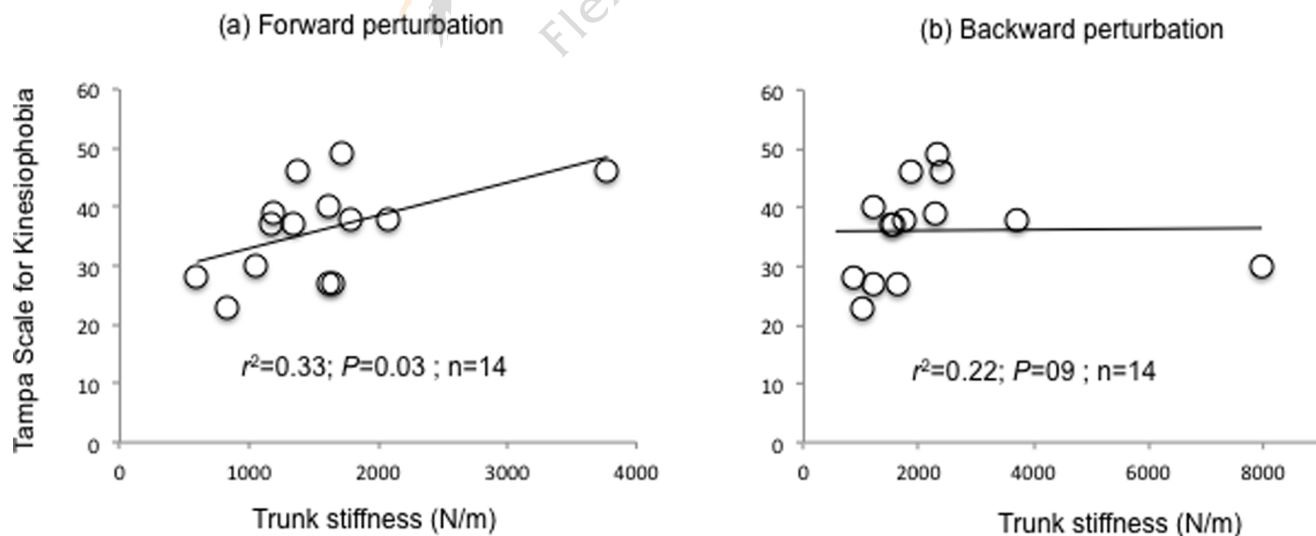 (a) Forward perturbation
Tampa Scale for Kinesiophobia
60
50
40
30
20
10
0
r²=0.33; P=0.03 ; n=14
0 1000 2000 3000 4000
Trunk stiffness (N/m)
(b) Backward perturbation
60
50
40
30
20
10
0
r²=0.22; P=09 ; n=14
0 2000 4000 6000 8000
Trunk stiffness (N/m)